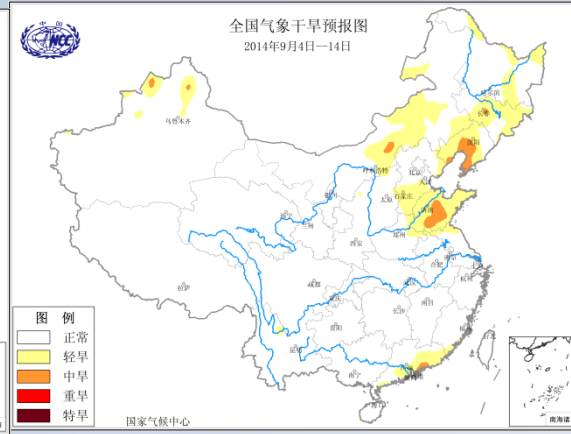 全国气象干旱预报图
2014年9月4日--14日
NCC
哈尔滨
长春
沈阳
乌鲁木齐
呼和浩特
北京
天津
石家庄
太原
银川
济南
西宁
兰州
郑州
西安
南京
合肥
上海
武汉
杭州
拉萨
成都
重庆
南昌
长沙
贵阳
福州
台北
昆明
南宁
海口
图 例
正常
轻旱
中旱
重旱
特旱
国家气候中心
南海诸